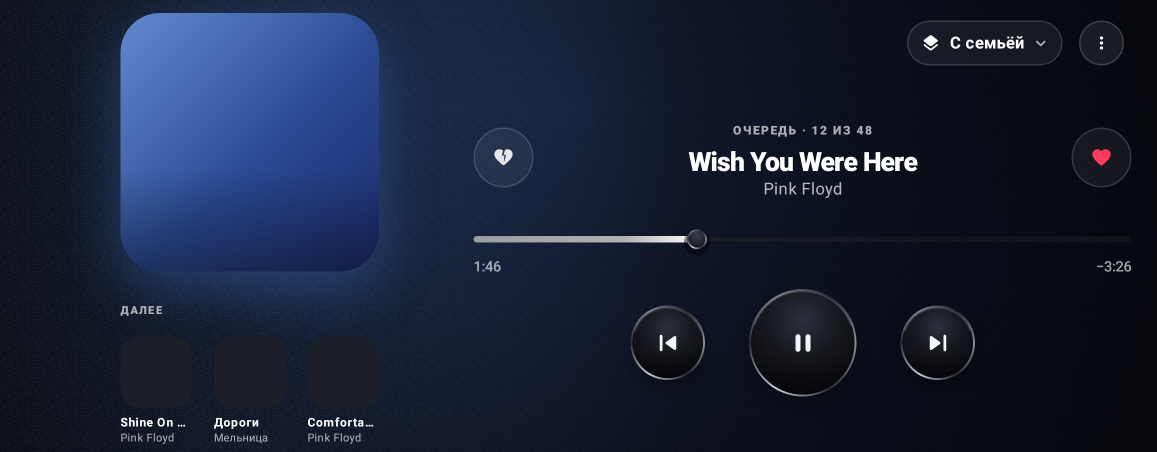 С семьёй
ОЧЕРЕДЬ · 12 ИЗ 48
Wish You Were Here
Pink Floyd
1:46
−3:26
ДАЛЕЕ
Shine On ...
Pink Floyd
Дороги
Мельница
Comforta...
Pink Floyd